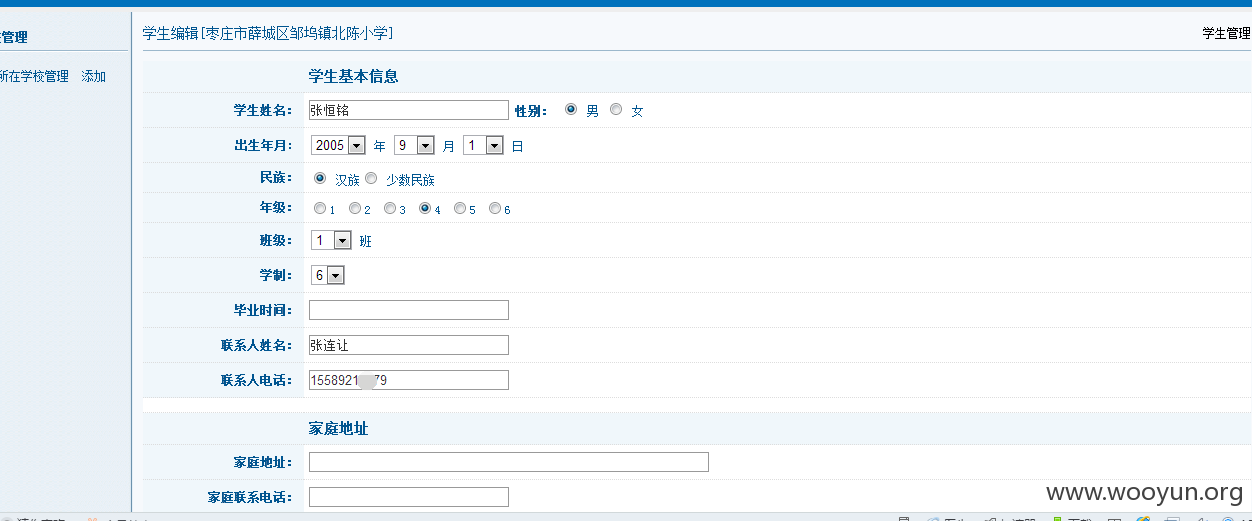 学生编辑[枣庄市薛城区邹坞镇北陈小学]
学生管理
管理
所在学校管理 添加
学生基本信息
学生姓名: 张恒铭 性别: 男 女
出生年月: 2005 年 9 月 1 日
民族: 汉族 少数民族
年级: 1 2 3 4 5 6
班级: 1 班
学制: 6
毕业时间:
联系人姓名: 张连让
联系人电话: 1558921 79
家庭地址
家庭地址:
家庭联系电话:
www.wooyun.org